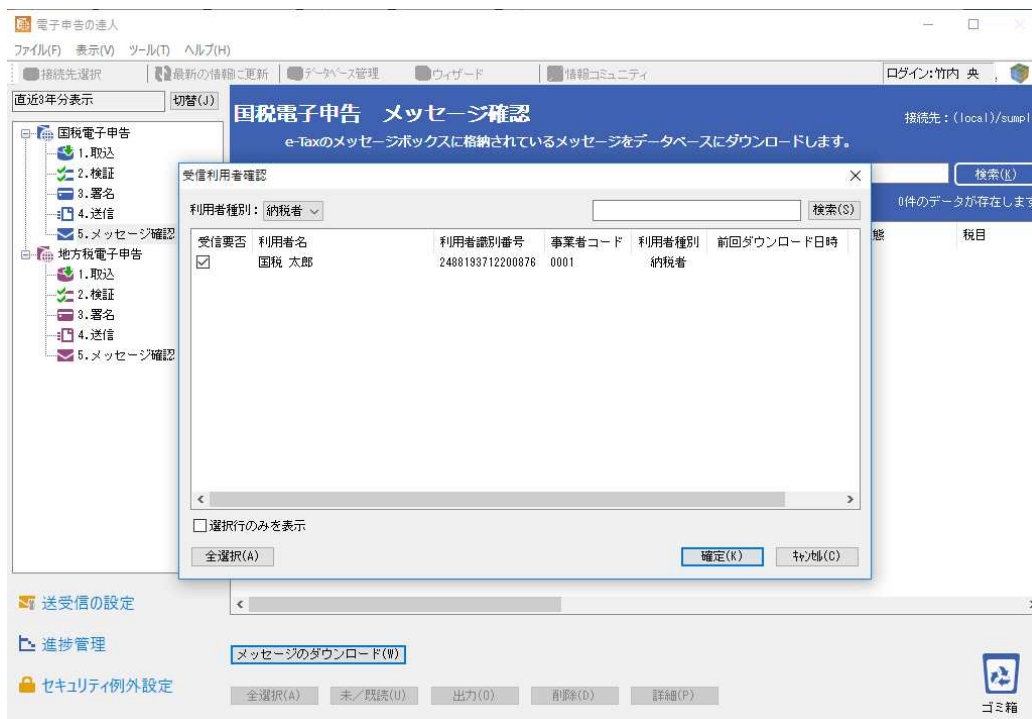 電子申告の達人
ファイル(F) 表示(V) ツール(T) ヘルプ(H)
接続先選択 最新の情報に更新 データベース管理 ウィザード 情報コミュニティ ログイン:竹内 央 ,
直近3年分表示 切替(J)
国税電子申告 メッセージ確認
接続先：(local)/sumpl
e-Taxのメッセージボックスに格納されているメッセージをデータベースにダウンロードします。
検索(K)
0件のデータが存在します
態 税目
国税電子申告
1.取込
2.検証
3.署名
4.送信
5.メッセージ確認
地方税電子申告
1.取込
2.検証
3.署名
4.送信
5.メッセージ確認
受信利用者確認
利用者種別： 納税者 検索(S)
受信要否 利用者名 利用者識別番号 事業者コード 利用者種別 前回ダウンロード日時
国税 太郎 2488193712200876 0001 納税者
選択行のみを表示
全選択(A) 確定(K) ｷｬﾝｾﾙ(C)
送受信の設定
進捗管理
セキュリティ例外設定
メッセージのダウンロード(W)
全選択(A) 未／既読(U) 出力(O) 削除(D) 詳細(P)
ゴミ箱